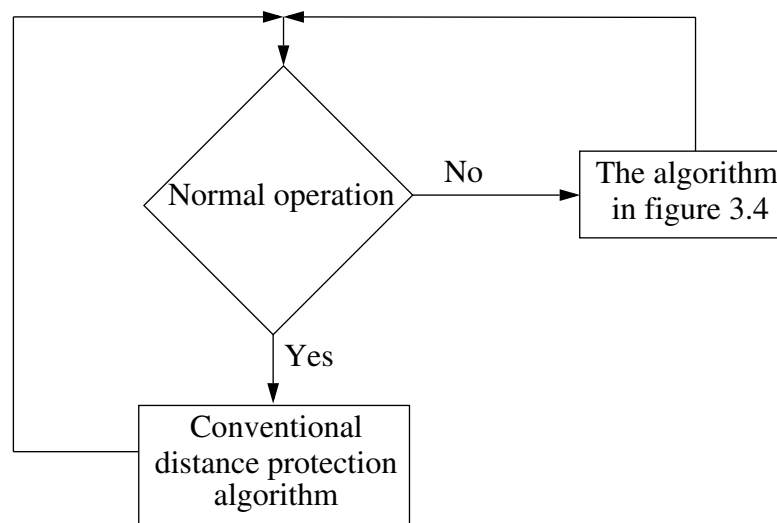 Normal operation
No
The algorithm
in figure 3.4
Yes
Conventional
distance protection
algorithm